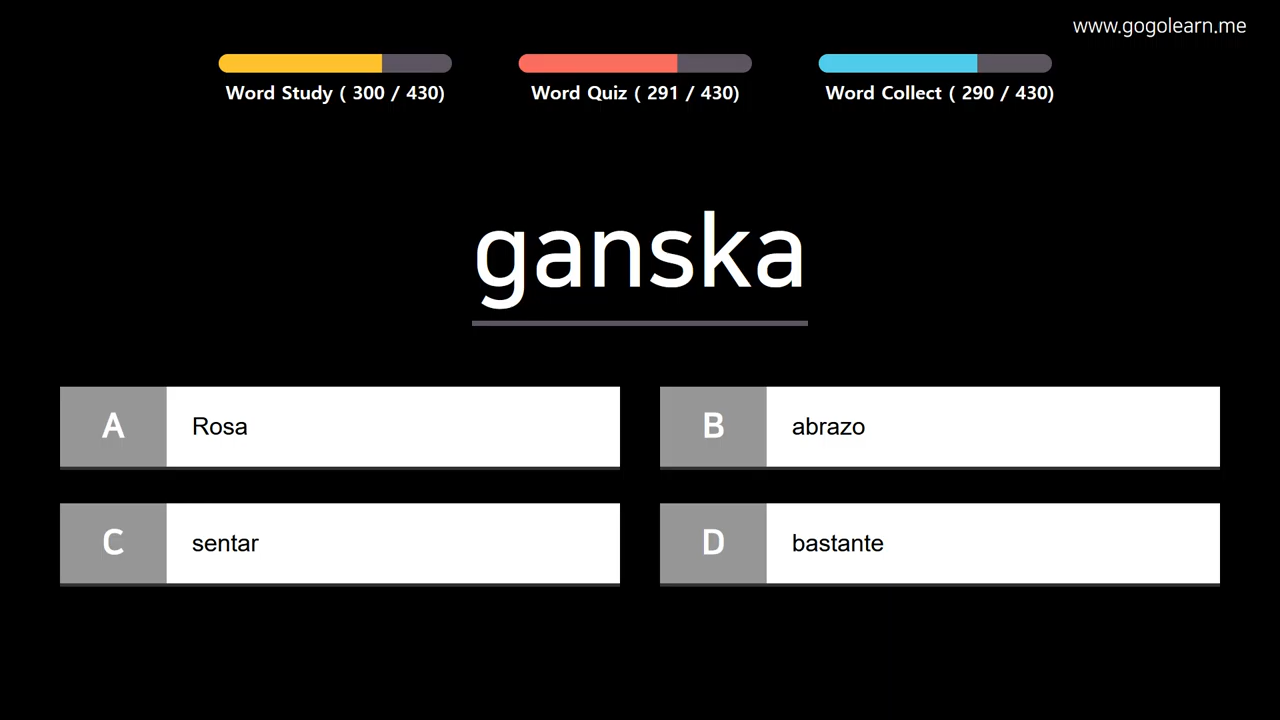 www.gogolearn.me
Word Study ( 300 / 430)
Word Quiz ( 291 / 430)
Word Collect ( 290 / 430)
ganska
A Rosa
B abrazo
C sentar
D bastante